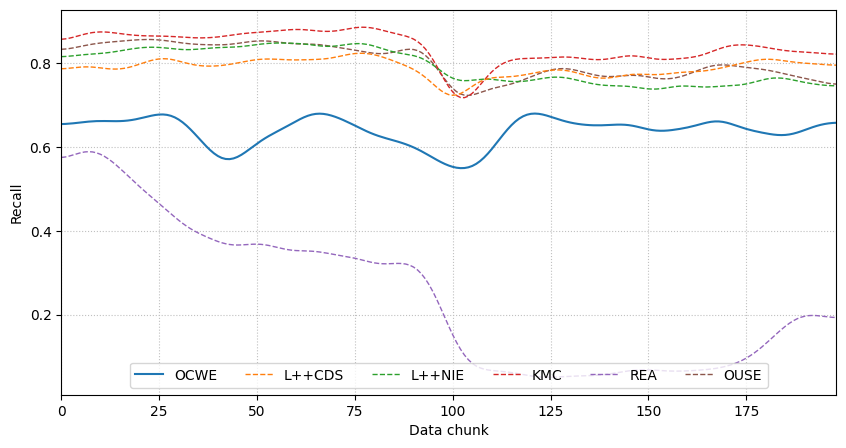 Recall
0.8
0.6
0.4
0.2
OCWE L++CDS L++NIE KMC REA OUSE
0 25 50 75 100 125 150 175
Data chunk